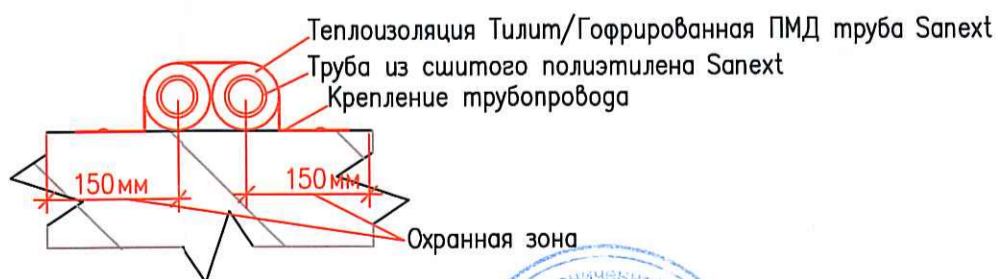 Теплоизоляция Тилит/Гофрированная ПМД труба Sanext
Труба из сшитого полиэтилена Sanext
Крепление трубопровода
150мм 150мм
Охранная зона